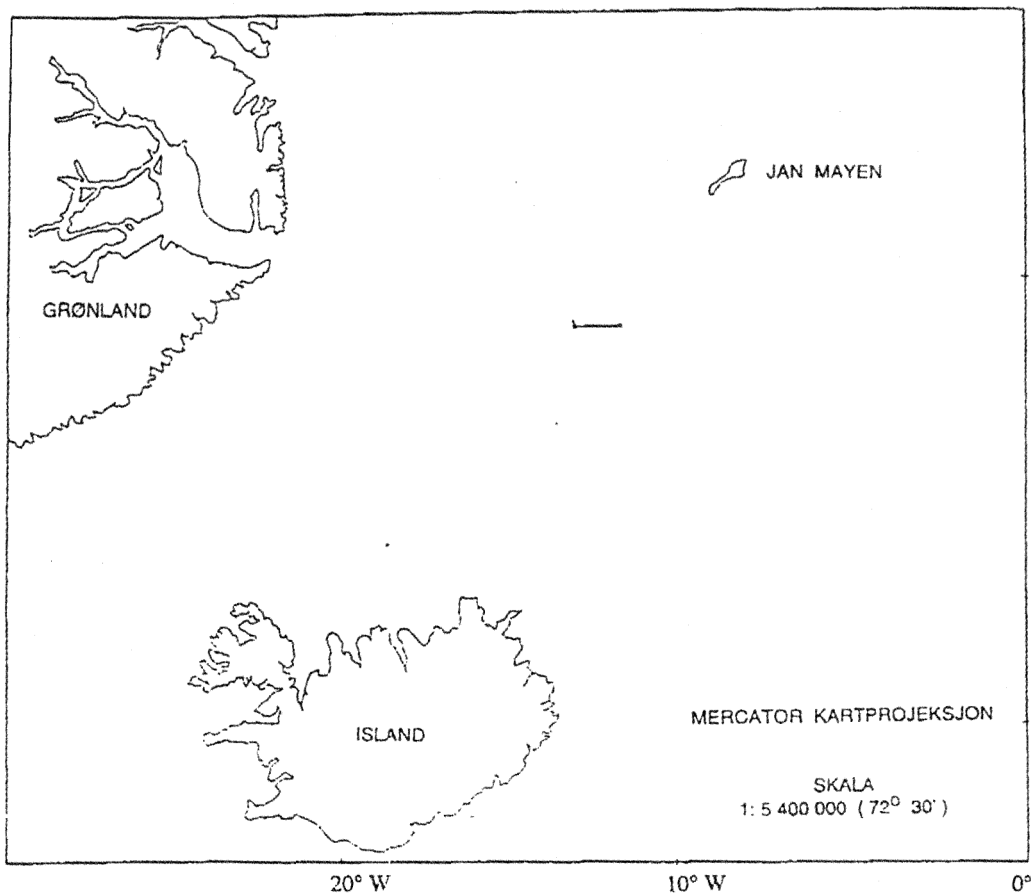 JAN MAYEN
GRØNLAND
MERCATOR KARTPROJEKSJON
ISLAND
SKALA
1: 5 400 000 ( 72° 30' )
20° W
10° W
0°